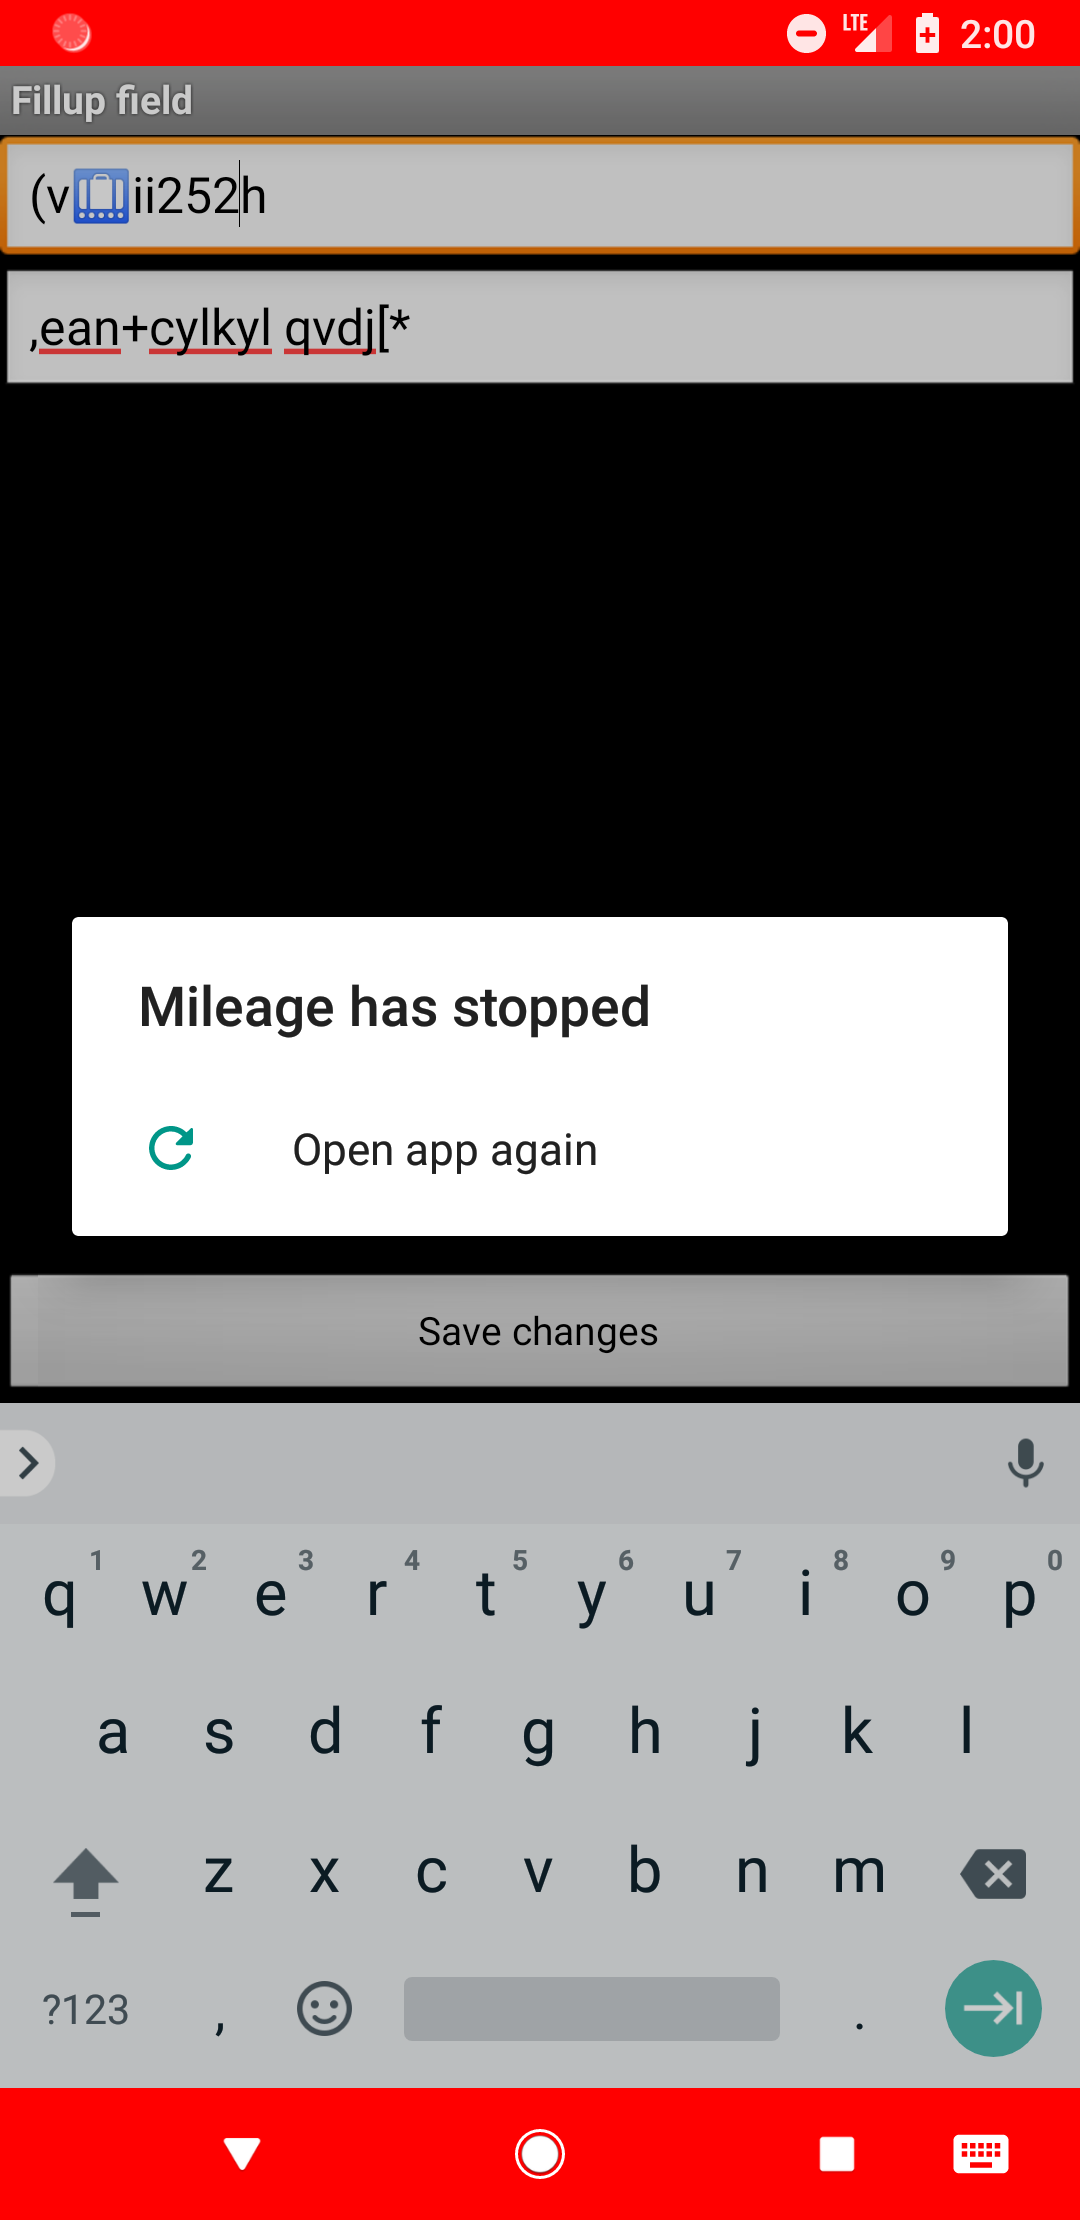 LTE 2:00
Fillup field
(v🛄ii252h
,ean+cylkyl qvdj[*
Mileage has stopped
Open app again
Save changes
1 2 3 4 5 6 7 8 9 0
q w e r t y u i o p
a s d f g h j k l
z x c v b n m
?123 , .